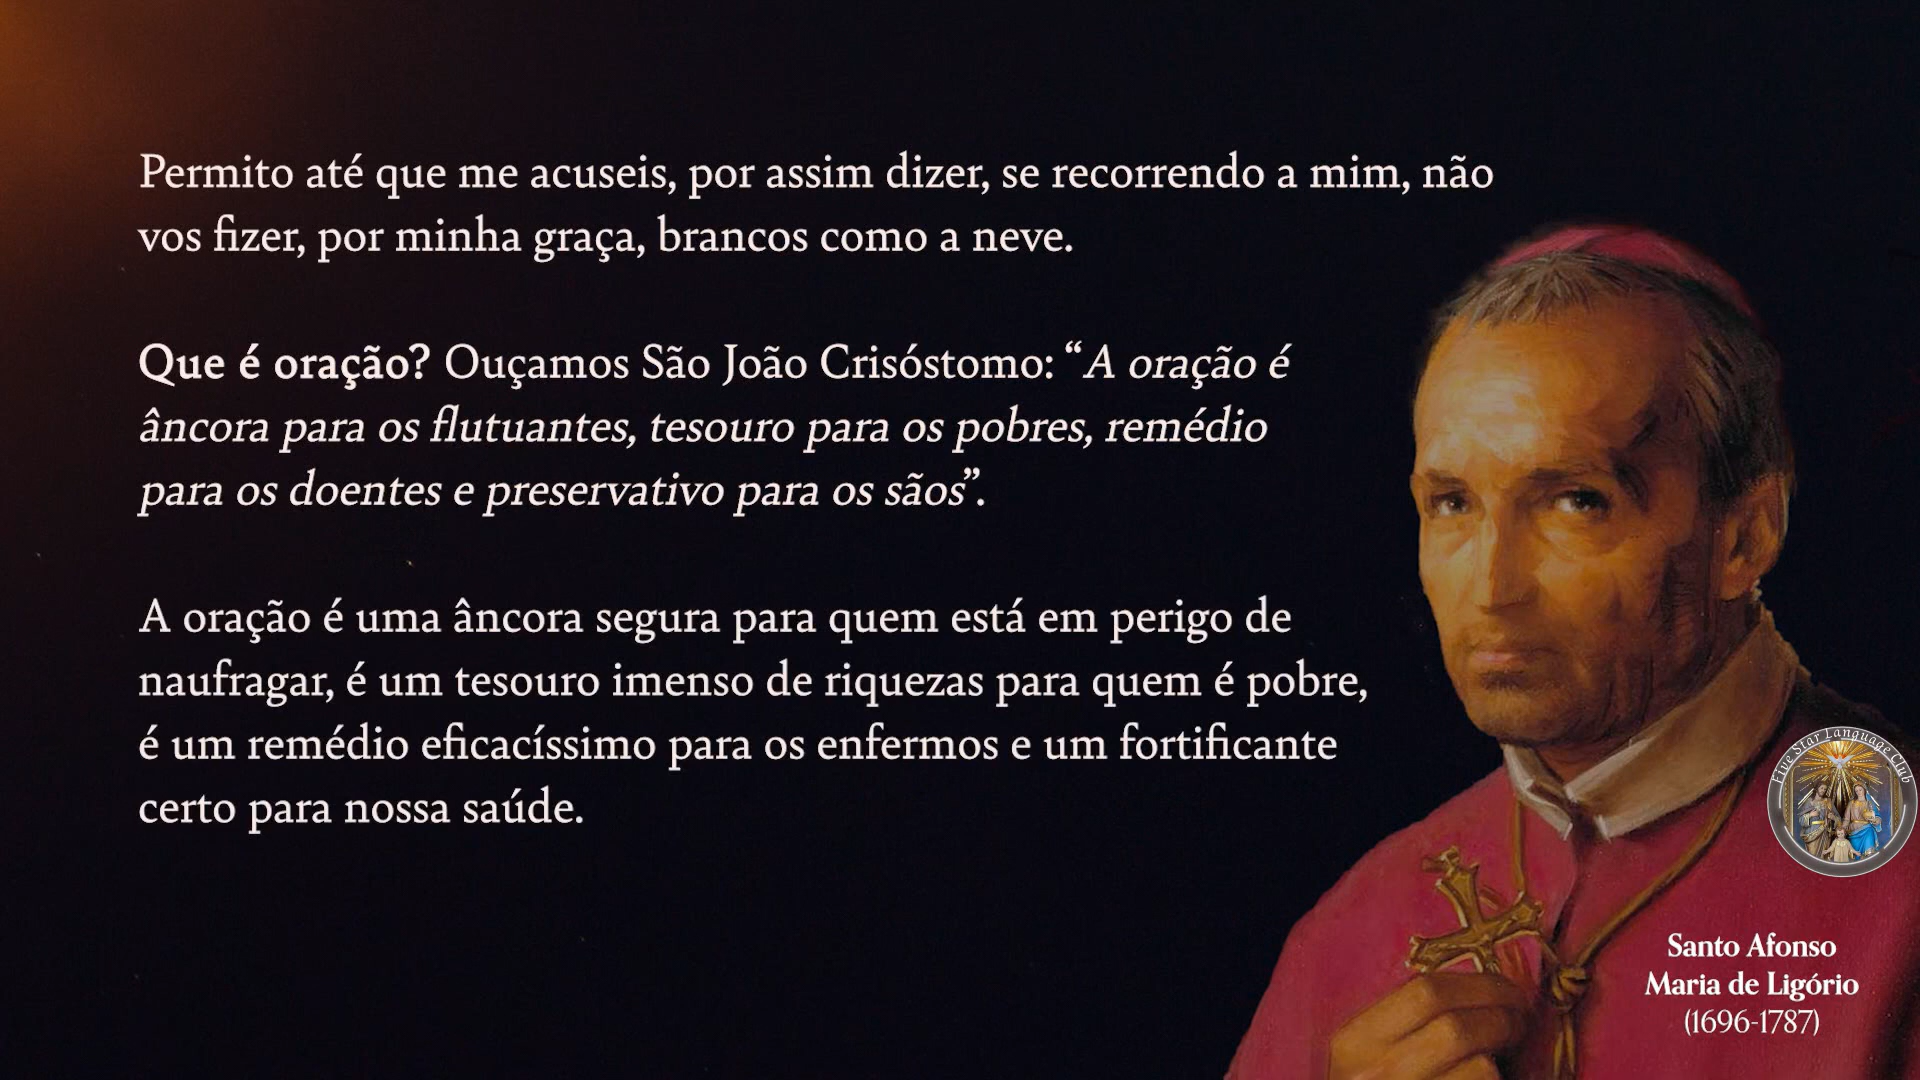 Permito até que me acuseis, por assim dizer, se recorrendo a mim, não
vos fizer, por minha graça, brancos como a neve.
Que é oração? Ouçamos São João Crisóstomo: “A oração é
âncora para os flutuantes, tesouro para os pobres, remédio
para os doentes e preservativo para os sãos”.
A oração é uma âncora segura para quem está em perigo de
naufragar, é um tesouro imenso de riquezas para quem é pobre,
é um remédio eficacíssimo para os enfermos e um fortificante
certo para nossa saúde.
Five Star Language Club
Santo Afonso
Maria de Ligório
(1696-1787)